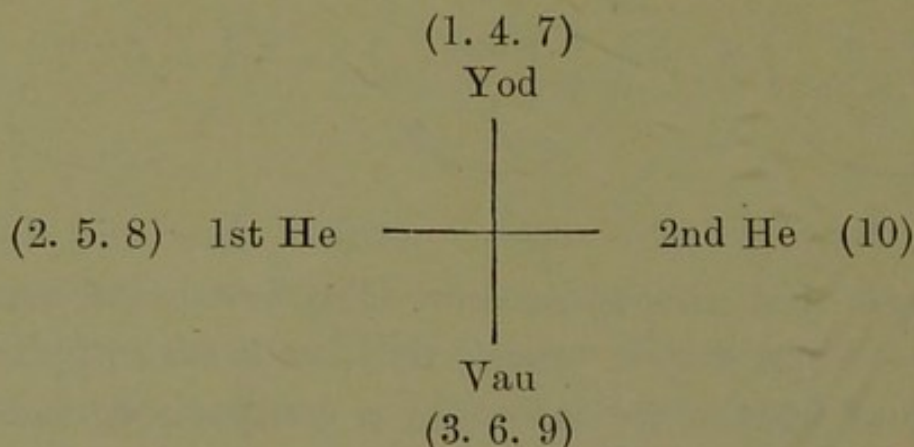 (1. 4. 7)
Yod
(2. 5. 8) 1st He 2nd He (10)
Vau
(3. 6. 9)